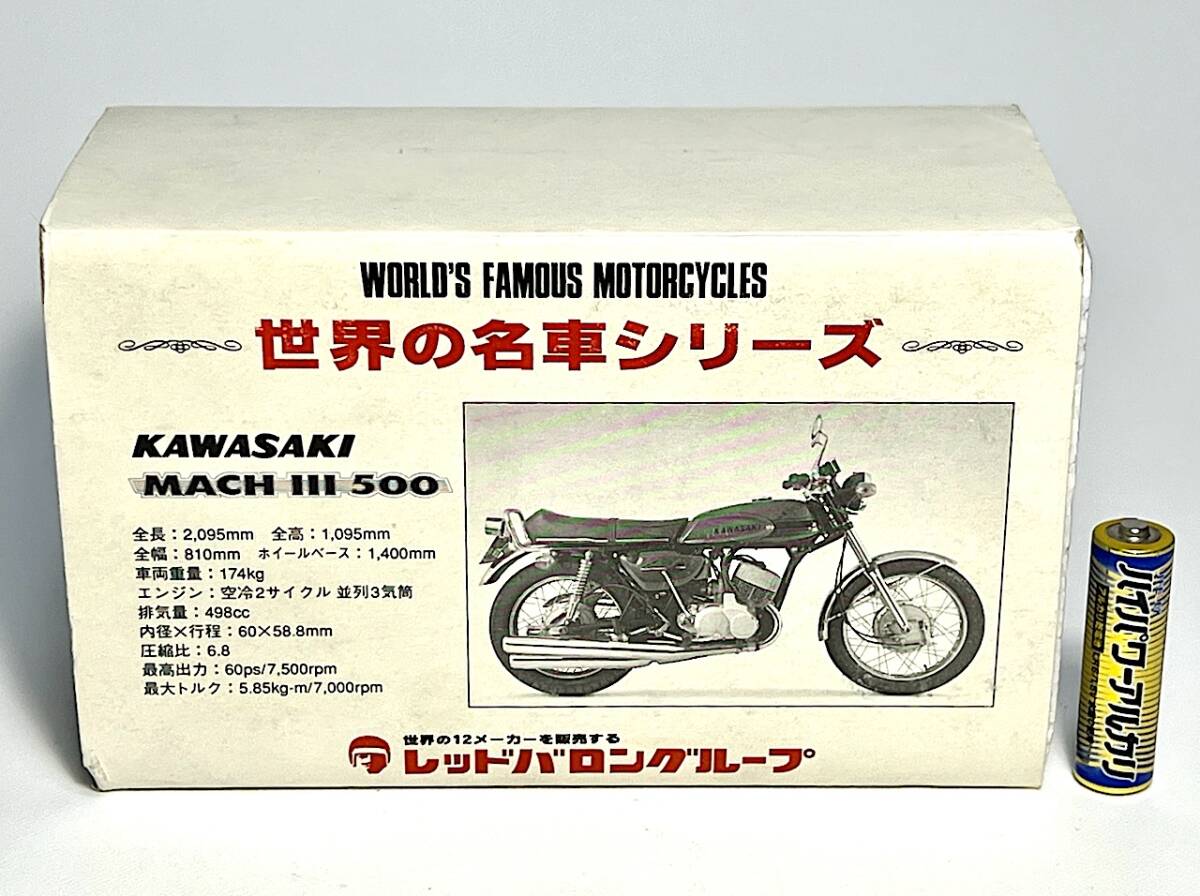 WORLD'S FAMOUS MOTORCYCLES
世界の名車シリーズ
KAWASAKI
MACH III 500
全長：2,095mm 全高：1,095mm
全幅：810mm ホイールベース：1,400mm
車両重量：174kg
エンジン：空冷2サイクル 並列3気筒
排気量：498cc
内径×行程：60×58.8mm
圧縮比：6.8
最高出力：60ps/7,500rpm
最大トルク：5.85kg-m/7,000rpm
KAWASAKI
世界の12メーカーを販売する
レッドバロングループ
ハイパワーアルカリ